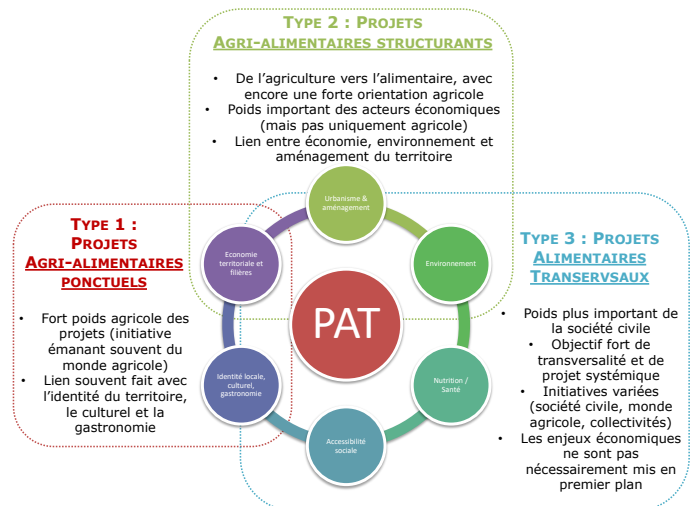 TYPE 2 : PROJETS
AGRI-ALIMENTAIRES STRUCTURANTS
• De l'agriculture vers l'alimentaire, avec
encore une forte orientation agricole
• Poids important des acteurs économiques
(mais pas uniquement agricole)
• Lien entre économie, environnement et
aménagement du territoire
TYPE 1 :
PROJETS
AGRI-ALIMENTAIRES
PONCTUELS
• Fort poids agricole des
projets (initiative
émanant souvent du
monde agricole)
• Lien souvent fait avec
l'identité du territoire,
le culturel et la
gastronomie
Urbanisme &
aménagement
Economie
territoriale et
filières
Environnement
PAT
Identité locale,
culturel,
gastronomie
Nutrition /
Santé
Accessibilité
sociale
TYPE 3 : PROJETS
ALIMENTAIRES
TRANSERVSAUX
• Poids plus important de
la société civile
• Objectif fort de
transversalité et de
projet systémique
• Initiatives variées
(société civile, monde
agricole, collectivités)
• Les enjeux économiques
ne sont pas
nécessairement mis en
premier plan